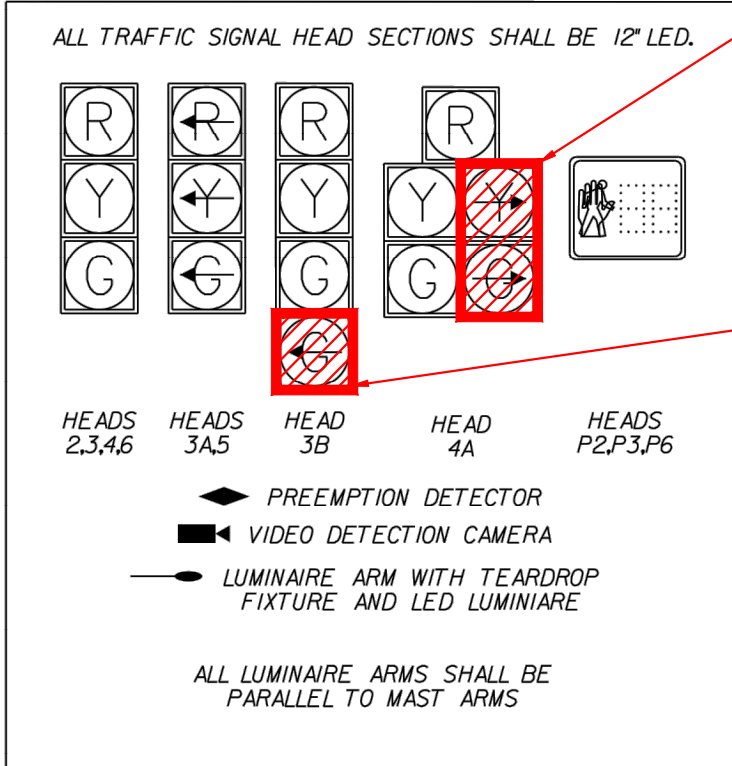 ALL TRAFFIC SIGNAL HEAD SECTIONS SHALL BE 12" LED.
R R R R
Y Y Y Y Y
G G G G G
G
HEADS HEADS HEAD HEAD HEADS
2,3,4,6 3A,5 3B 4A P2,P3,P6
PREEMPTION DETECTOR
VIDEO DETECTION CAMERA
LUMINAIRE ARM WITH TEARDROP
FIXTURE AND LED LUMINIARE
ALL LUMINAIRE ARMS SHALL BE
PARALLEL TO MAST ARMS